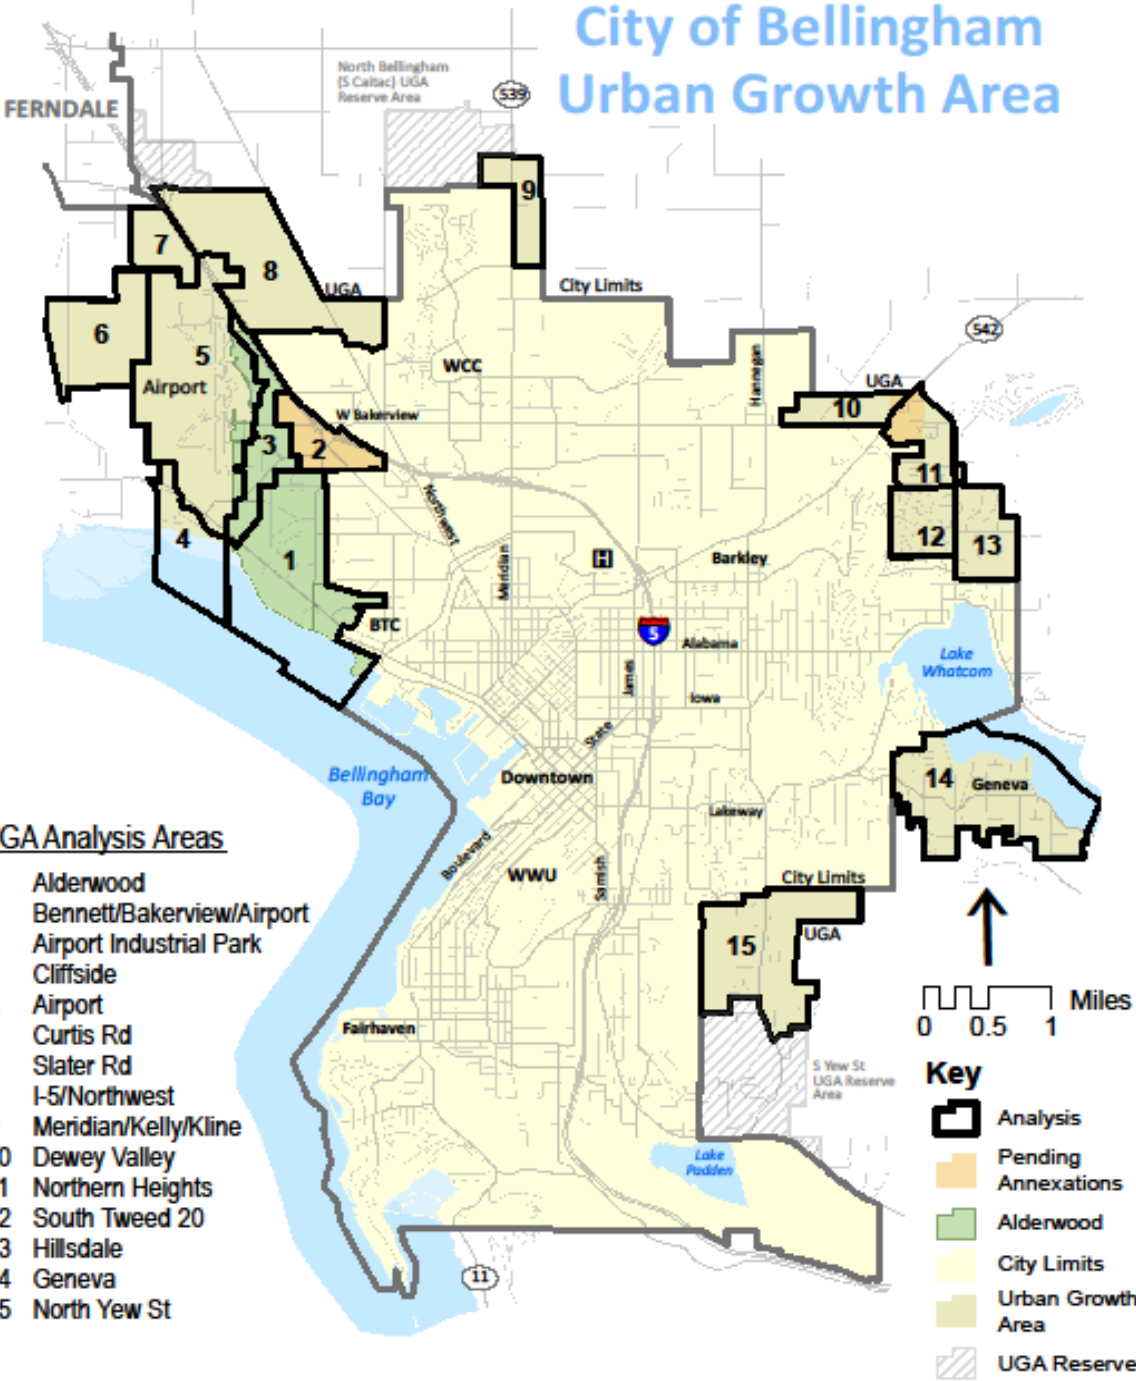 City of Bellingham
Urban Growth Area
North Bellingham
(S Caitac) UGA
Reserve Area
539
FERNDALE
9
7
8
UGA
City Limits
6
5
Airport
542
WCC
Hannegan
UGA
10
W Bakerview
3
2
11
Northwest
4
12
13
1
Meridian
H
Barkley
BTC
5
Alabama
Lake
Whatcom
James
Iowa
State
Bellingham
Bay
Downtown
14
Geneva
Lakeway
Boulevard
WWU
Samish
City Limits
15
UGA
Fairhaven
S Yew St
UGA Reserve
Area
Lake
Padden
11
GA Analysis Areas
Alderwood
Bennett/Bakerview/Airport
Airport Industrial Park
Cliffside
Airport
Curtis Rd
Slater Rd
I-5/Northwest
Meridian/Kelly/Kline
0 Dewey Valley
1 Northern Heights
2 South Tweed 20
3 Hillsdale
4 Geneva
5 North Yew St
Miles
0 0.5 1
Key
Analysis
Pending
Annexations
Alderwood
City Limits
Urban Growth
Area
UGA Reserve